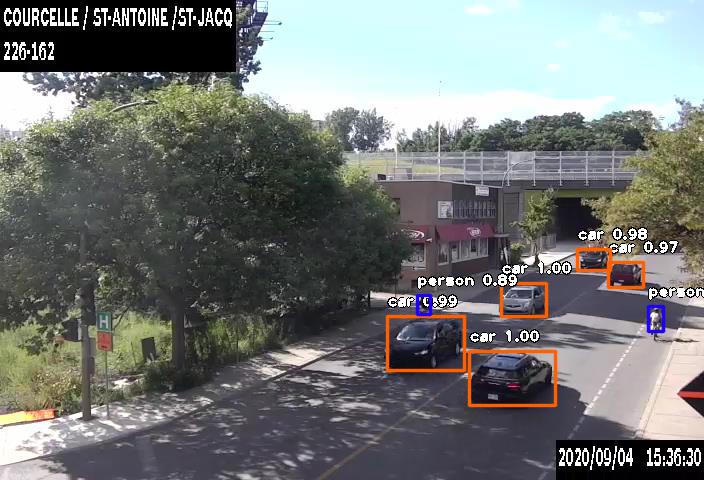 COURCELLE / ST-ANTOINE /ST-JACQ
226-162
car 0.98
car 0.97
car 1.00
person 0.89
person
car 0.99
car 1.00
H
2020/09/04 15:36:30